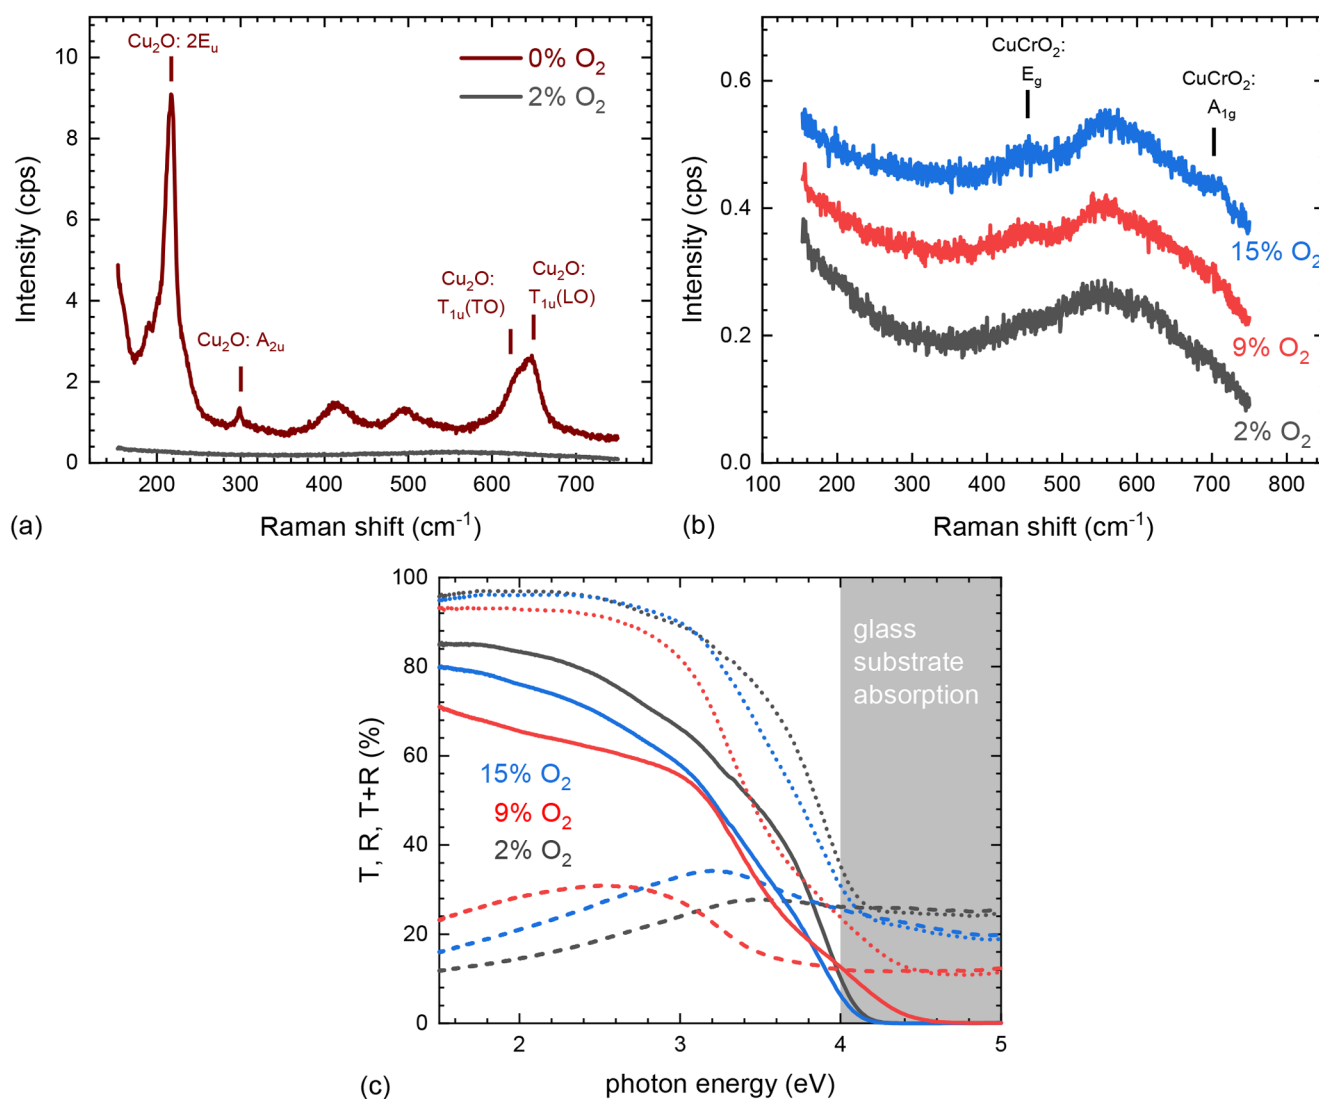 Cu₂O: 2Eᵤ
0% O₂
2% O₂
Cu₂O: A₂ᵤ
Cu₂O:
T₁ᵤ(TO)
Cu₂O:
T₁ᵤ(LO)
10
8
6
4
2
0
Intensity (cps)
200 300 400 500 600 700
Raman shift (cm⁻¹)
(a)
CuCrO₂:
E_g
CuCrO₂:
A₁g
15% O₂
9% O₂
2% O₂
0.6
0.4
0.2
0.0
Intensity (cps)
100 200 300 400 500 600 700 800
Raman shift (cm⁻¹)
(b)
glass
substrate
absorption
15% O₂
9% O₂
2% O₂
100
80
60
40
20
0
T, R, T+R (%)
2 3 4 5
photon energy (eV)
(c)